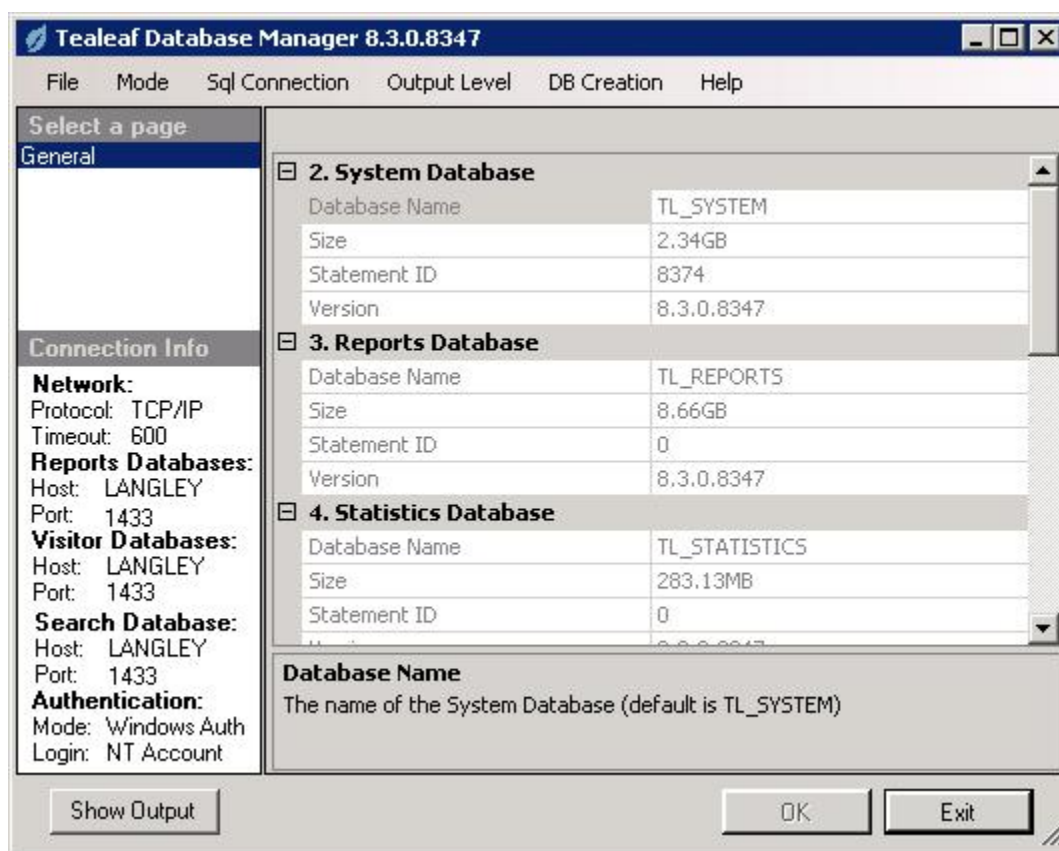 Tealeaf Database Manager 8.3.0.8347
File Mode Sql Connection Output Level DB Creation Help
Select a page
General
Connection Info
Network:
Protocol: TCP/IP
Timeout: 600
Reports Databases:
Host: LANGLEY
Port: 1433
Visitor Databases:
Host: LANGLEY
Port: 1433
Search Database:
Host: LANGLEY
Port: 1433
Authentication:
Mode: Windows Auth
Login: NT Account
2. System Database
Database Name TL_SYSTEM
Size 2.34GB
Statement ID 8374
Version 8.3.0.8347
3. Reports Database
Database Name TL_REPORTS
Size 8.66GB
Statement ID 0
Version 8.3.0.8347
4. Statistics Database
Database Name TL_STATISTICS
Size 283.13MB
Statement ID 0
Database Name
The name of the System Database (default is TL_SYSTEM)
Show Output OK Exit